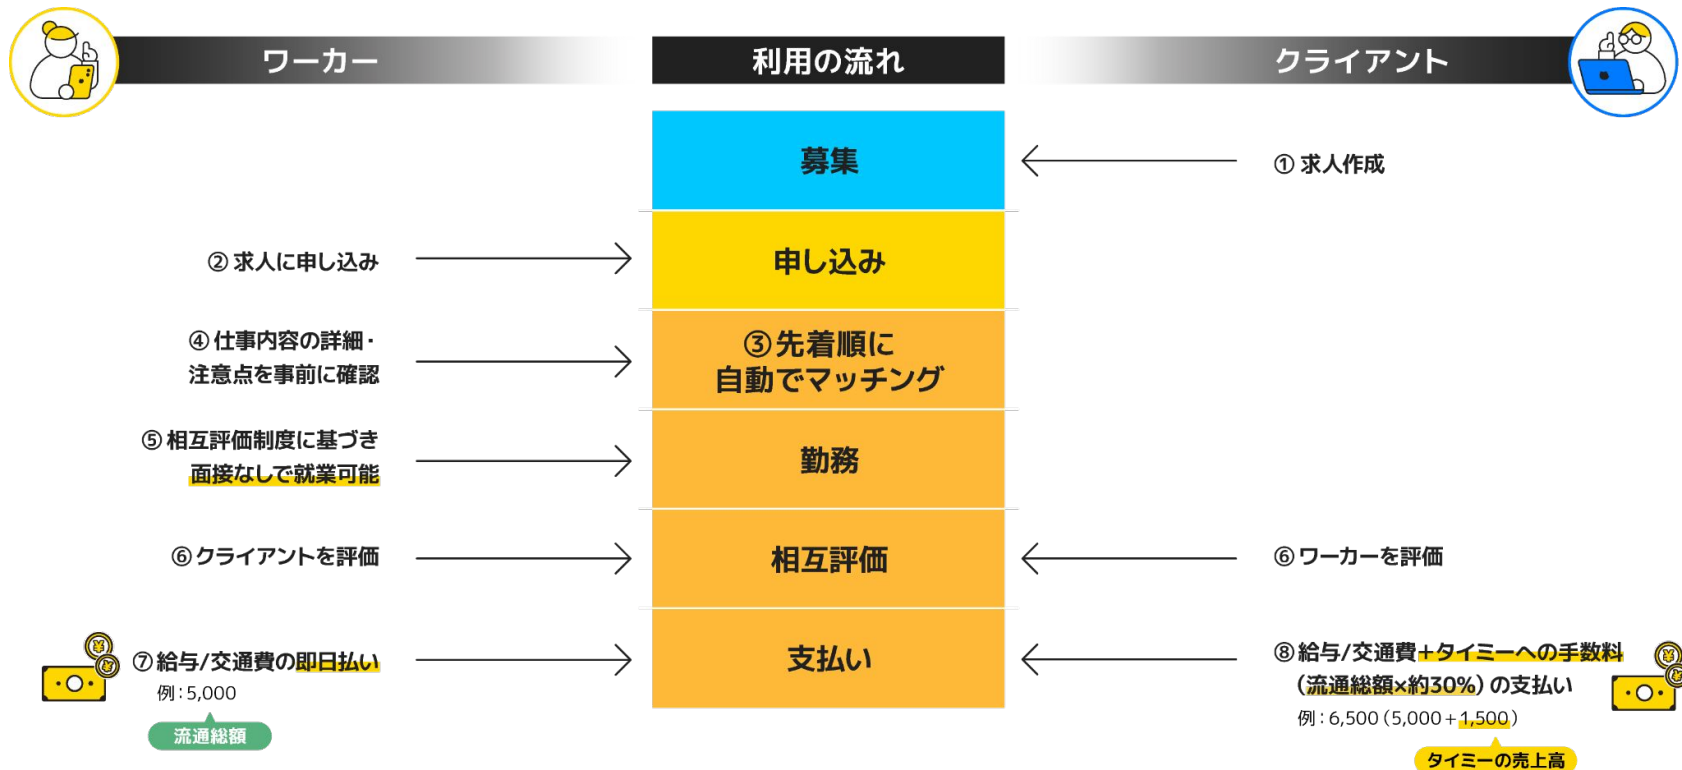 ワーカー
利用の流れ
クライアント
募集
① 求人作成
② 求人に申し込み
申し込み
④ 仕事内容の詳細・
注意点を事前に確認
③ 先着順に
自動でマッチング
⑤ 相互評価制度に基づき
面接なしで就業可能
勤務
⑥ クライアントを評価
相互評価
⑥ ワーカーを評価
⑦ 給与/交通費の即日払い
例：5,000
流通総額
支払い
⑧ 給与/交通費＋タイミーへの手数料
（流通総額×約30%）の支払い
例：6,500（5,000＋1,500）
タイミーの売上高